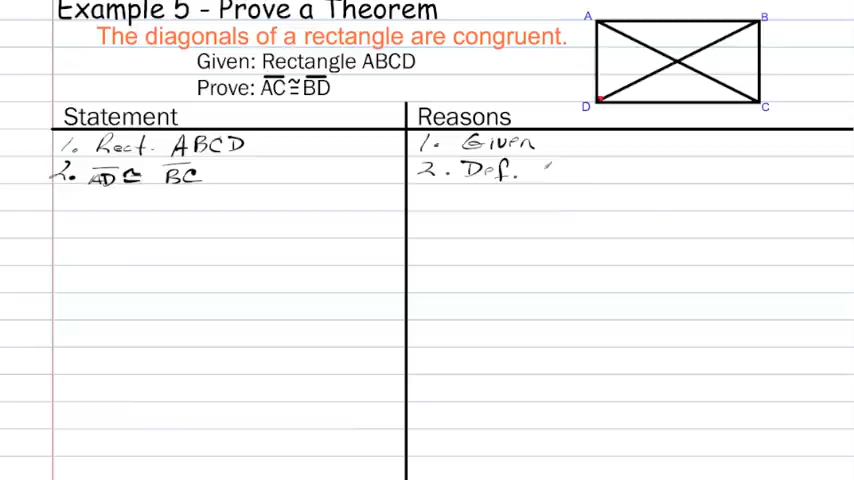 Example 5 - Prove a Theorem
The diagonals of a rectangle are congruent.
Given: Rectangle ABCD
Prove: AC ≅ BD
A
B
D
C
Statement
Reasons
1. Rect. ABCD
1. Given
2. AD ≅ BC
2. Def.